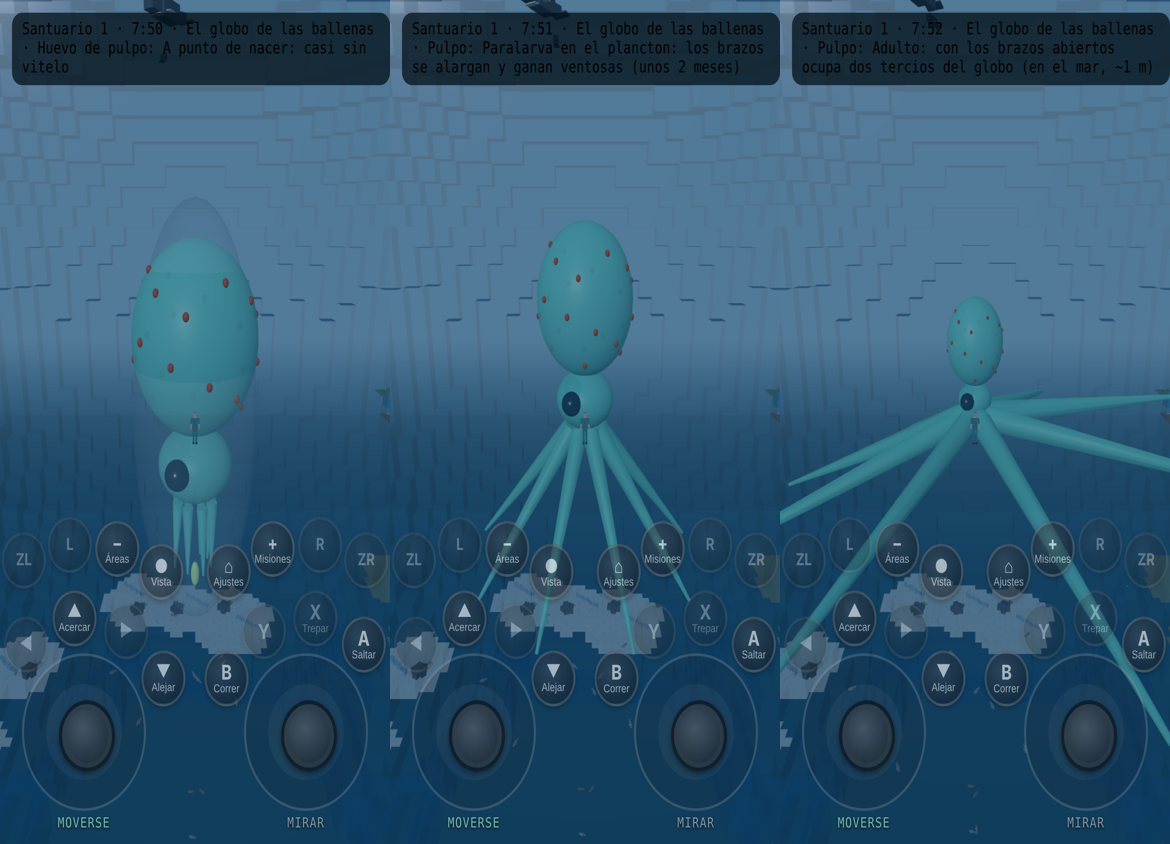 Santuario 1 · 7:50 · El globo de las ballenas
· Huevo de pulpo: A punto de nacer: casi sin
vitelo
ZL
L
−
Áreas
Vista
Ajustes
+
Misiones
R
ZR
Acercar
Y
X
Trepar
A
Saltar
Alejar
B
Correr
MOVERSE
MIRAR
Santuario 1 · 7:51 · El globo de las ballenas
· Pulpo: Paralarva en el plancton: los brazos
se alargan y ganan ventosas (unos 2 meses)
ZL
L
−
Áreas
Vista
Ajustes
+
Misiones
R
ZR
Acercar
Y
X
Trepar
A
Saltar
Alejar
B
Correr
MOVERSE
MIRAR
Santuario 1 · 7:52 · El globo de las ballenas
· Pulpo: Adulto: con los brazos abiertos
ocupa dos tercios del globo (en el mar, ~1 m)
ZL
L
−
Áreas
Vista
Ajustes
+
Misiones
R
ZR
Acercar
Y
X
Trepar
A
Saltar
Alejar
B
Correr
MOVERSE
MIRAR